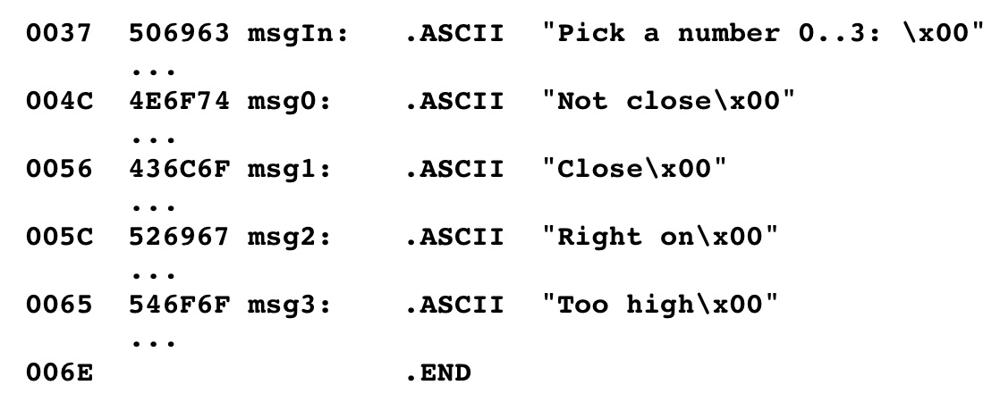 0037 506963 msgIn: .ASCII "Pick a number 0..3: \x00"
...
004C 4E6F74 msg0: .ASCII "Not close\x00"
...
0056 436C6F msg1: .ASCII "Close\x00"
...
005C 526967 msg2: .ASCII "Right on\x00"
...
0065 546F6F msg3: .ASCII "Too high\x00"
...
006E .END